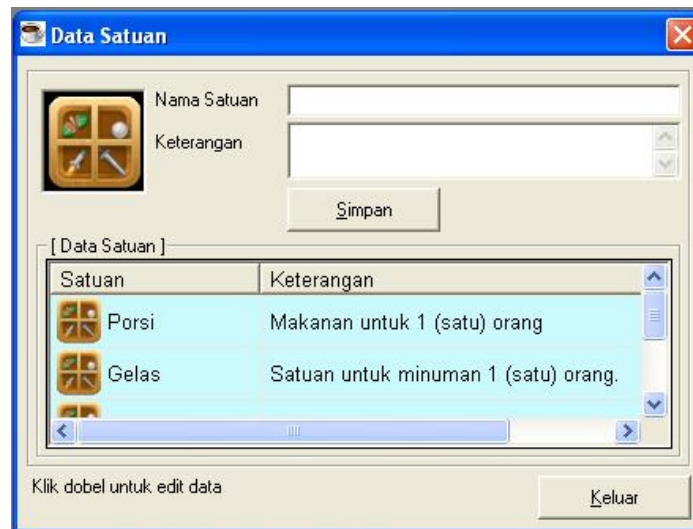 Data Satuan
Nama Satuan
Keterangan
Simpan
[ Data Satuan ]
Satuan Keterangan
Porsi Makanan untuk 1 (satu) orang
Gelas Satuan untuk minuman 1 (satu) orang.
Klik dobel untuk edit data
Keluar